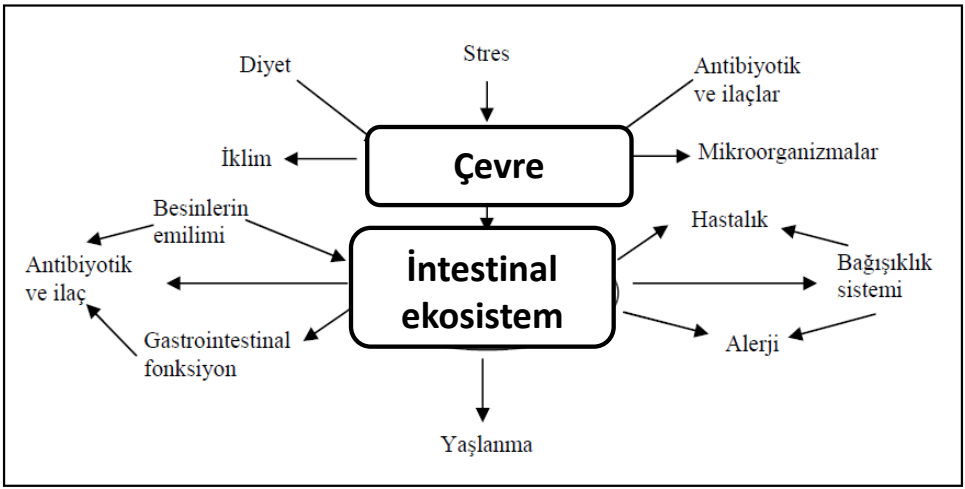 Stres
Diyet
Antibiyotik
ve ilaçlar
Çevre
İklim
Mikroorganizmalar
Besinlerin
emilimi
Hastalık
İntestinal
ekosistem
Antibiyotik
ve ilaç
Bağışıklık
sistemi
Gastrointestinal
fonksiyon
Alerji
Yaşlanma